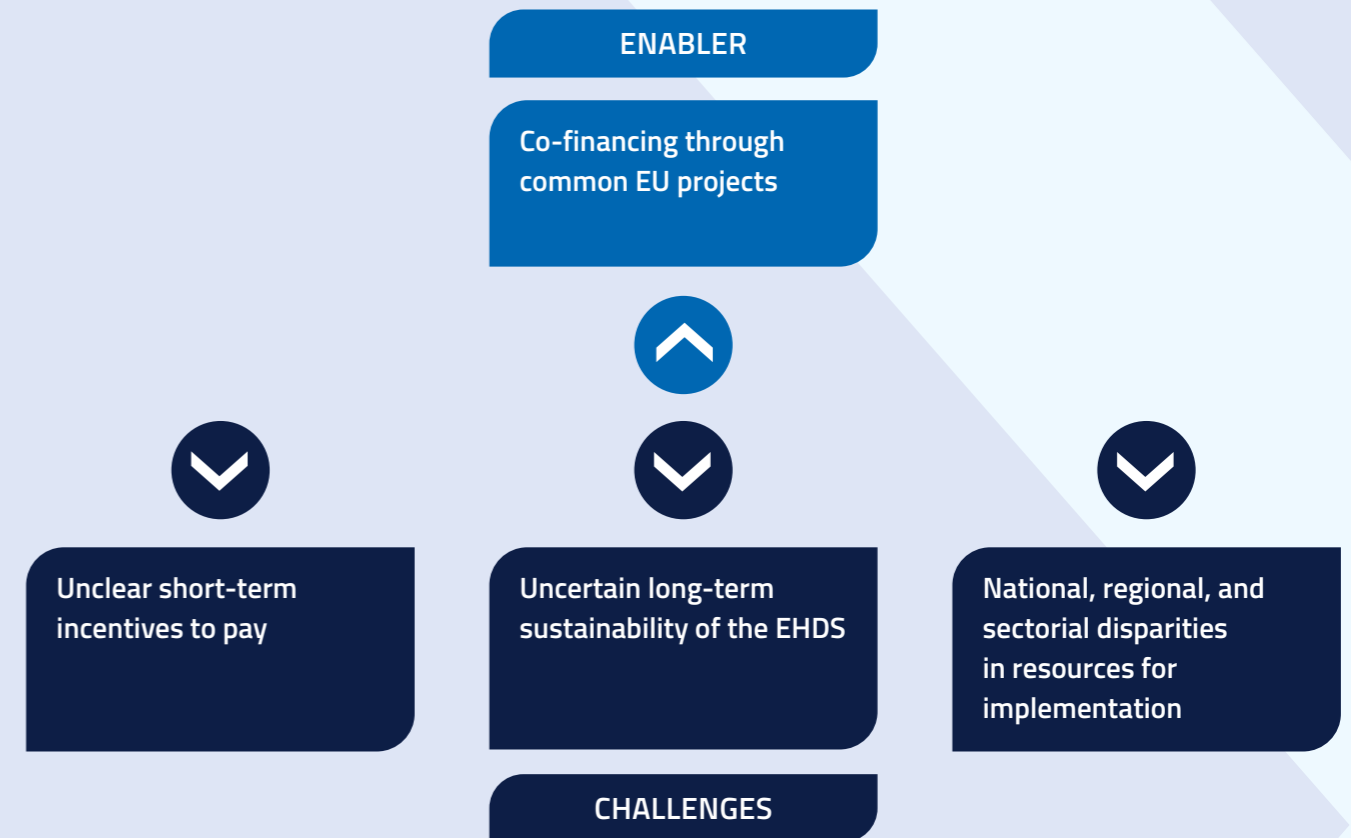 ENABLER
Co-financing through
common EU projects
Unclear short-term
incentives to pay
Uncertain long-term
sustainability of the EHDS
National, regional, and
sectorial disparities
in resources for
implementation
CHALLENGES